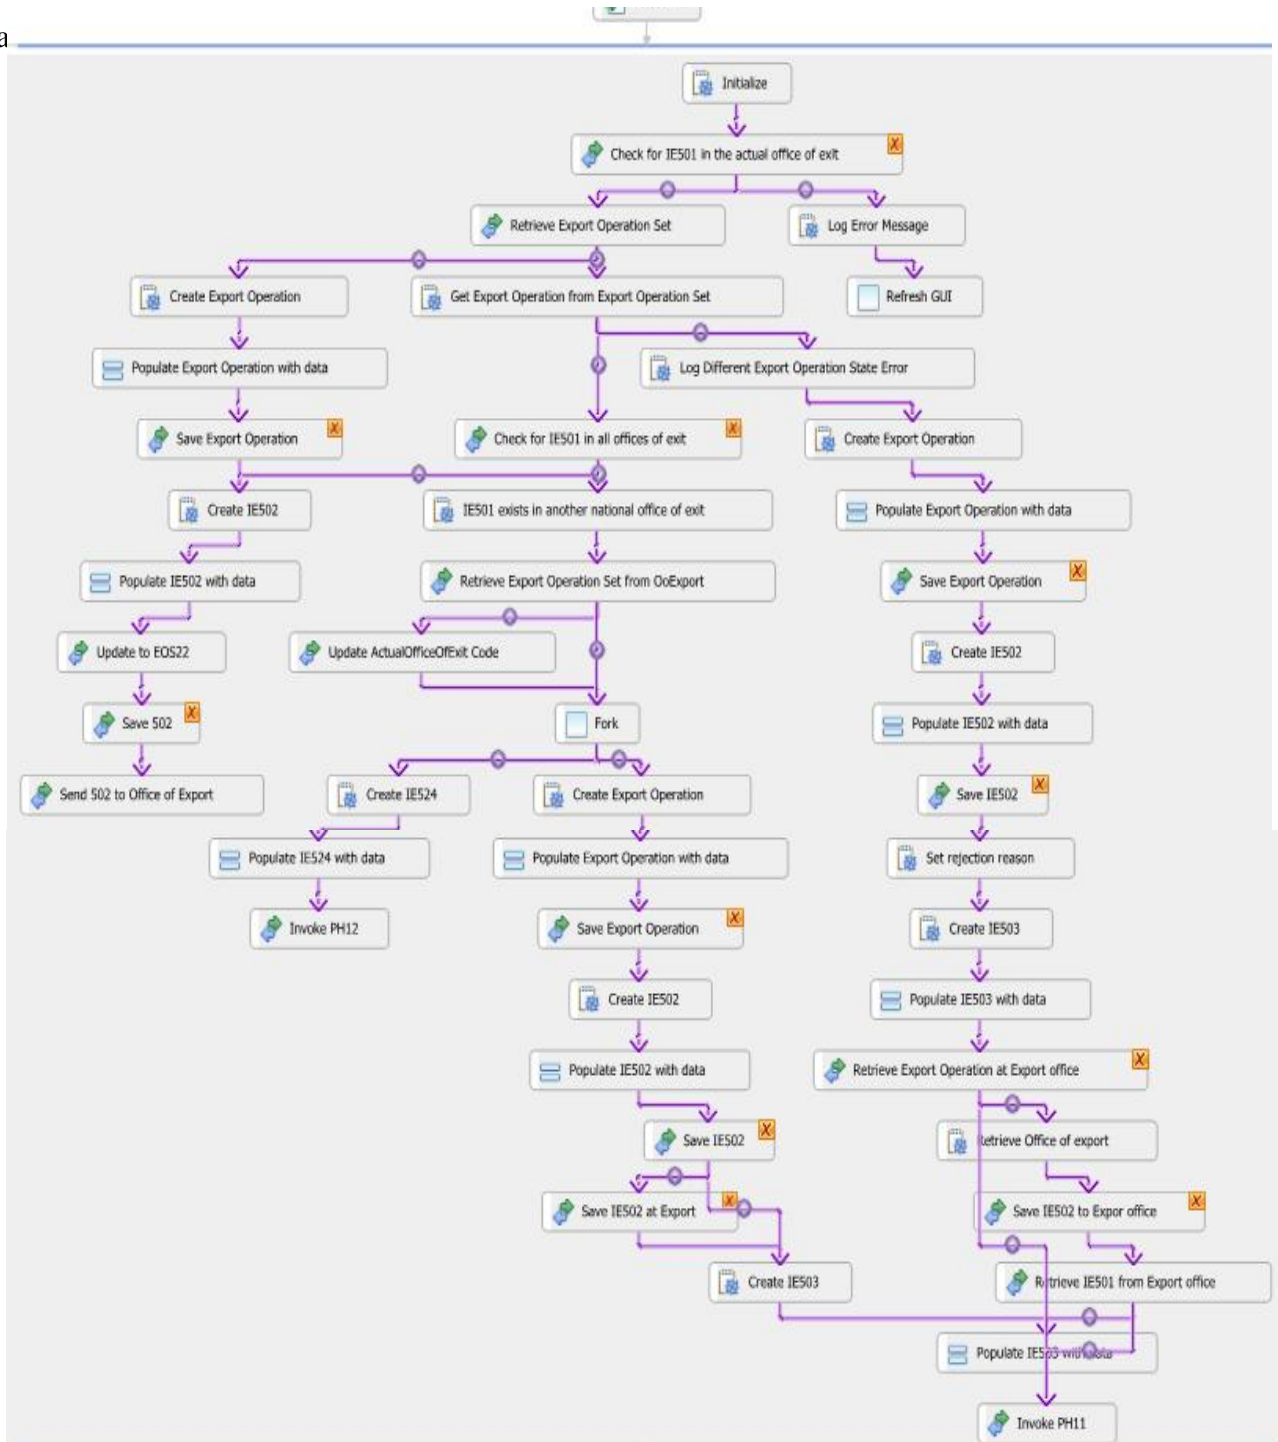 a
Initialize
Check for IE501 in the actual office of exit
Retrieve Export Operation Set
Log Error Message
Create Export Operation
Get Export Operation from Export Operation Set
Refresh GUI
Populate Export Operation with data
Log Different Export Operation State Error
Save Export Operation
Check for IE501 in all offices of exit
Create Export Operation
Create IE502
IE501 exists in another national office of exit
Populate Export Operation with data
Populate IE502 with data
Retrieve Export Operation Set from OoExport
Save Export Operation
Update to EOS22
Update ActualOfficeOfExit Code
Create IE502
Save 502
Fork
Populate IE502 with data
Send 502 to Office of Export
Create IE524
Create Export Operation
Save IE502
Populate IE524 with data
Populate Export Operation with data
Set rejection reason
Invoke PH12
Save Export Operation
Create IE503
Create IE502
Populate IE503 with data
Populate IE502 with data
Retrieve Export Operation at Export office
Save IE502
Retrieve Office of export
Save IE502 at Export
Save IE502 to Expor office
Create IE503
Retrieve IE501 from Export office
Populate IE503 with data
Invoke PH11